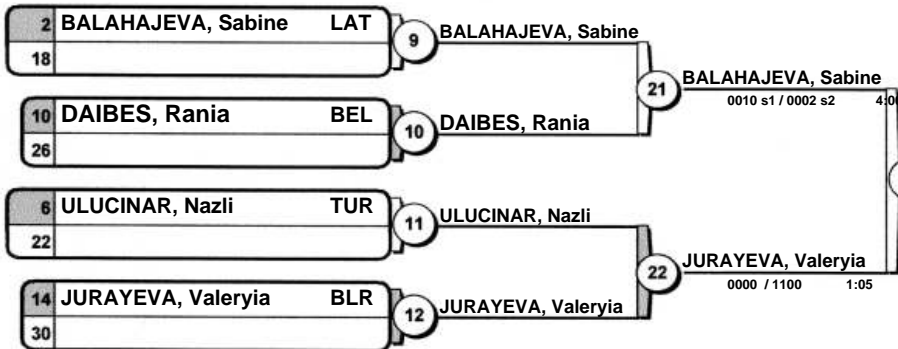 2 BALAHAJEVA, Sabine LAT
18
9
BALAHAJEVA, Sabine
10 DAIBES, Rania BEL
26
10
DAIBES, Rania
21
BALAHAJEVA, Sabine
0010 s1 / 0002 s2
6 ULUCINAR, Nazli TUR
22
11
ULUCINAR, Nazli
14 JURAYEVA, Valeryia BLR
30
12
JURAYEVA, Valeryia
22
JURAYEVA, Valeryia
0000 / 1100 1:05